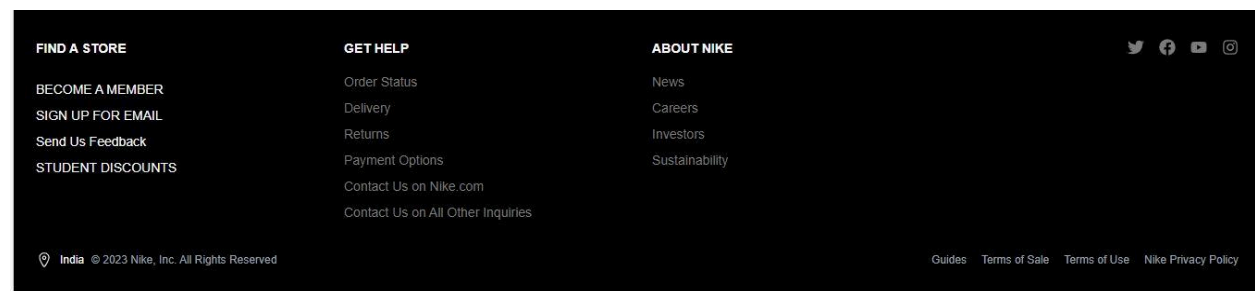 FIND A STORE
BECOME A MEMBER
SIGN UP FOR EMAIL
Send Us Feedback
STUDENT DISCOUNTS
GET HELP
Order Status
Delivery
Returns
Payment Options
Contact Us on Nike.com
Contact Us on All Other Inquiries
ABOUT NIKE
News
Careers
Investors
Sustainability
India © 2023 Nike, Inc. All Rights Reserved
Guides Terms of Sale Terms of Use Nike Privacy Policy